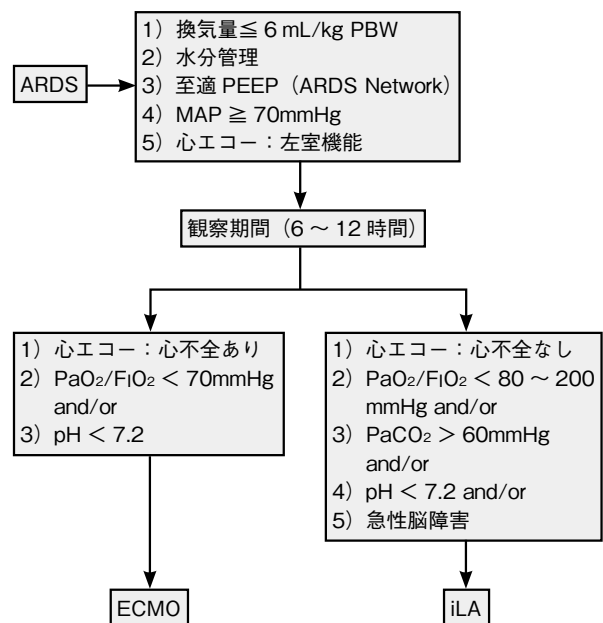 ARDS
1）換気量≦ 6 mL/kg PBW
2）水分管理
3）至適 PEEP（ARDS Network）
4）MAP ≧ 70mmHg
5）心エコー：左室機能
観察期間（6 ～ 12 時間）
1）心エコー：心不全あり
2）PaO₂/FIO₂ < 70mmHg
and/or
3）pH < 7.2
1）心エコー：心不全なし
2）PaO₂/FIO₂ < 80 ～ 200
mmHg and/or
3）PaCO₂ > 60mmHg
and/or
4）pH < 7.2 and/or
5）急性脳障害
ECMO
iLA